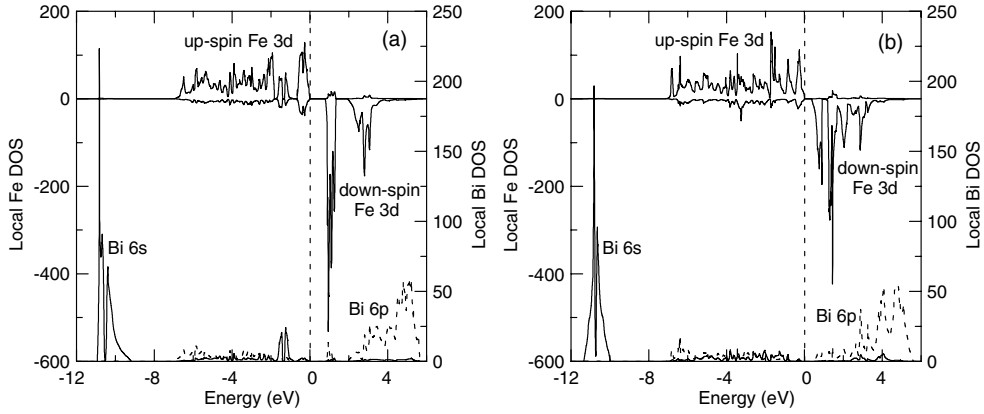 200
100
0
-200
-400
-600
Local Fe DOS
250
200
150
100
50
0
Local Bi DOS
(a)
up-spin Fe 3d
down-spin
Fe 3d
Bi 6s
Bi 6p
-12
-8
-4
0
4
Energy (eV)
200
100
0
-200
-400
-600
Local Fe DOS
250
200
150
100
50
0
Local Bi DOS
(b)
up-spin Fe 3d
down-spin
Fe 3d
Bi 6s
Bi 6p
-12
-8
-4
0
4
Energy (eV)